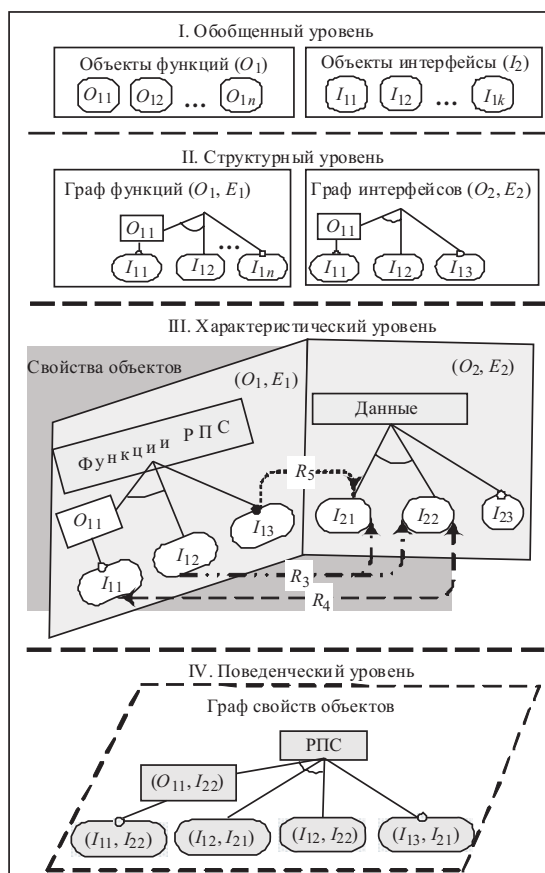 I. Обобщенный уровень
Объекты функций (O1)
Объекты интерфейсы (I2)
O11 O12 ... O1n
I11 I12 ... I1k
II. Структурный уровень
Граф функций (O1, E1)
Граф интерфейсов (O2, E2)
O11
...
I11 I12 I1n
O11
I11 I12 I13
III. Характеристический уровень
Свойства объектов
(O1, E1)
(O2, E2)
Функции РПС
Данные
R5
O11
I13
I12
I11
I21 I22 I23
R3
R4
IV. Поведенческий уровень
Граф свойств объектов
РПС
(O11, I22)
(I11, I22) (I12, I21) (I12, I22) (I13, I21)